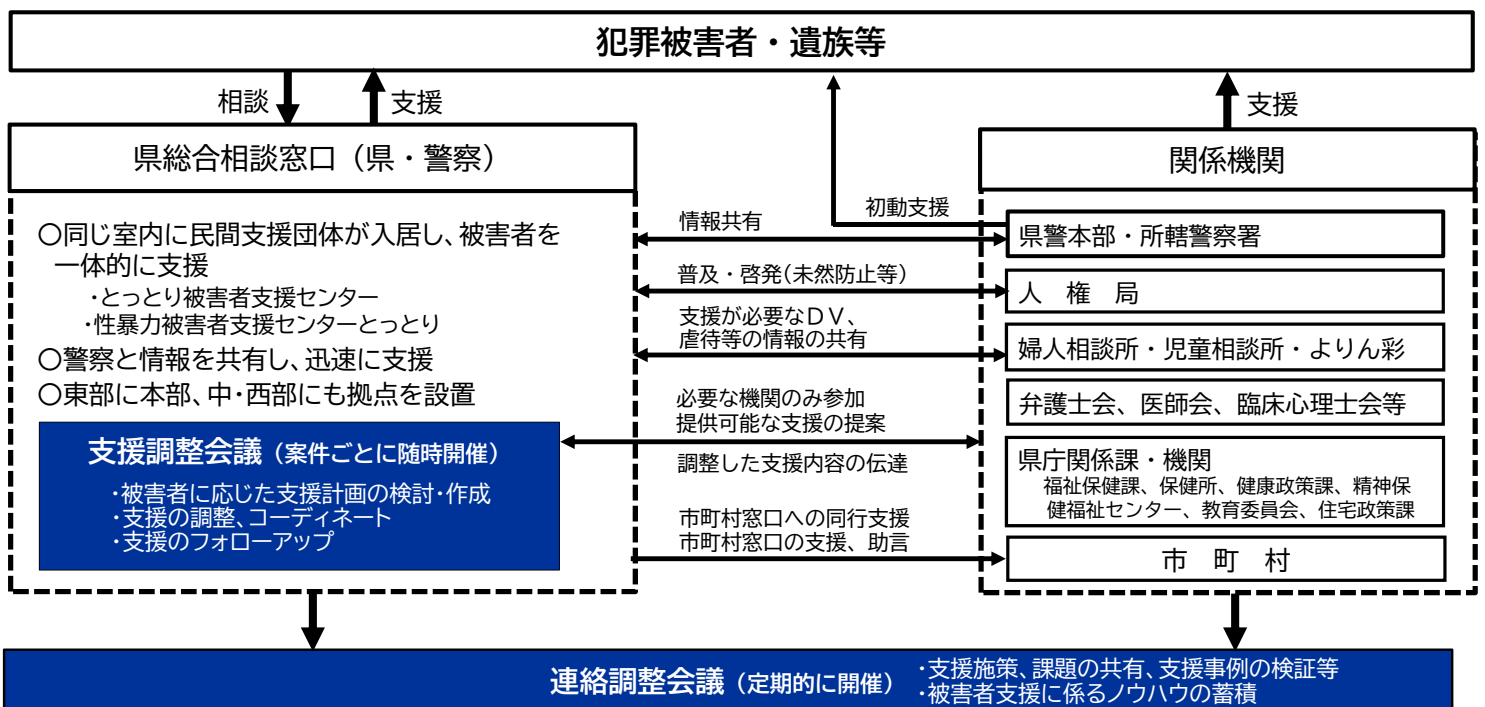 犯罪被害者・遺族等
相談
支援
支援
県総合相談窓口（県・警察）
〇同じ室内に民間支援団体が入居し、被害者を
一体的に支援
・とっとり被害者支援センター
・性暴力被害者支援センターとっとり
〇警察と情報を共有し、迅速に支援
〇東部に本部、中・西部にも拠点を設置
支援調整会議（案件ごとに随時開催）
・被害者に応じた支援計画の検討・作成
・支援の調整、コーディネート
・支援のフォローアップ
初動支援
情報共有
普及・啓発（未然防止等）
支援が必要なＤＶ、
虐待等の情報の共有
必要な機関のみ参加
提供可能な支援の提案
調整した支援内容の伝達
市町村窓口への同行支援
市町村窓口の支援、助言
関係機関
県警本部・所轄警察署
人　権　局
婦人相談所・児童相談所・よりん彩
弁護士会、医師会、臨床心理士会等
県庁関係課・機関
福祉保健課、保健所、健康政策課、精神保
健福祉センター、教育委員会、住宅政策課
市　町　村
連絡調整会議（定期的に開催）
・支援施策、課題の共有、支援事例の検証等
・被害者支援に係るノウハウの蓄積